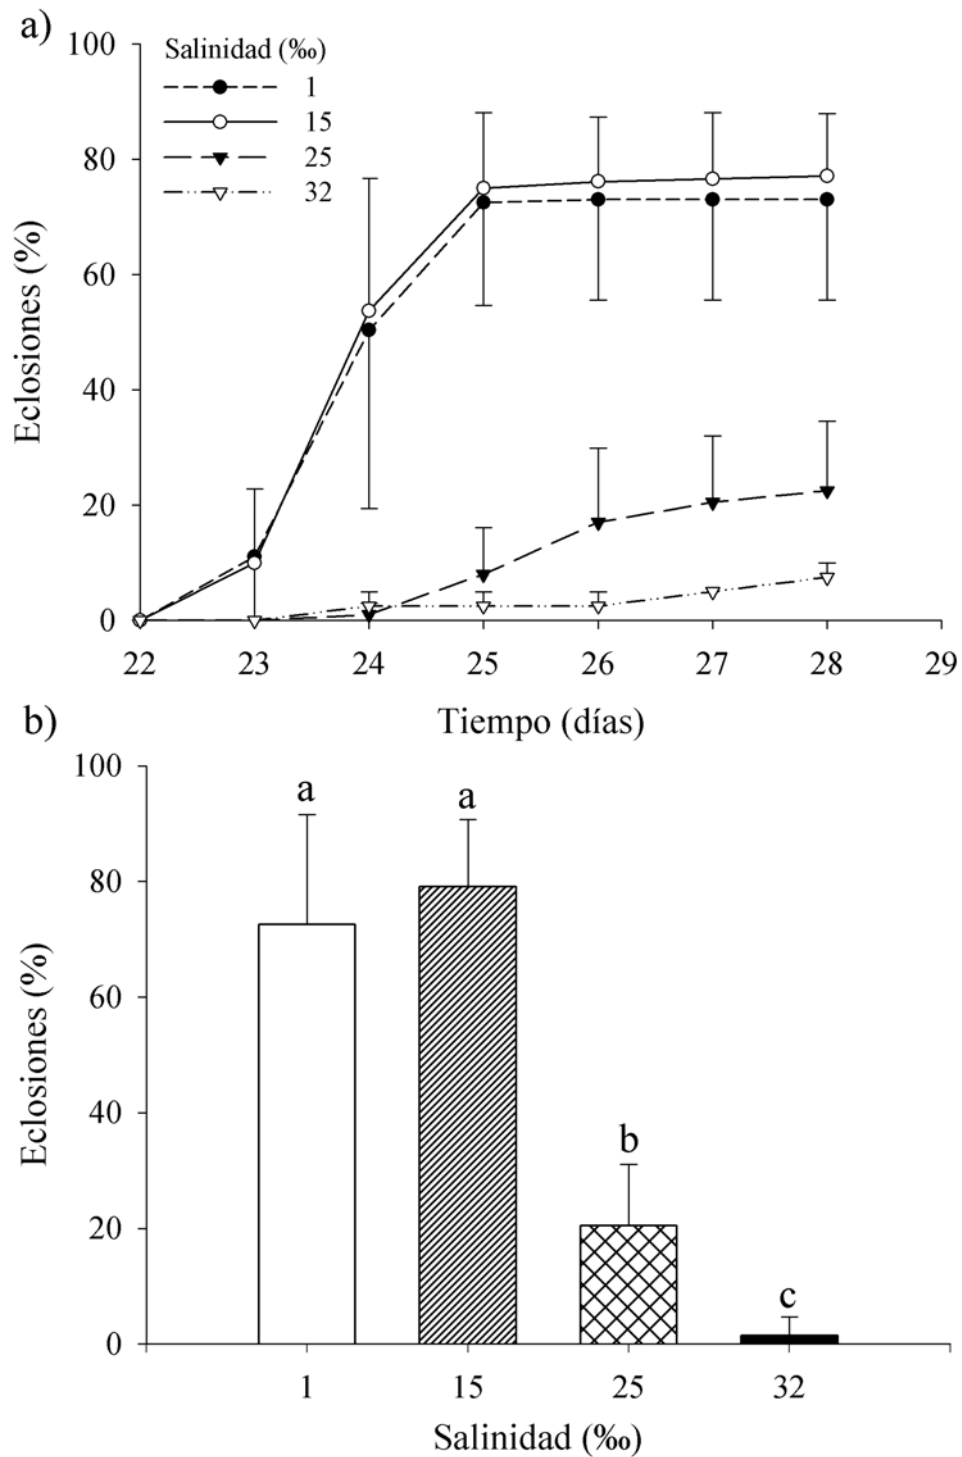 a)
Salinidad (‰)
1
15
25
32
100
80
60
40
20
0
Eclosiones (%)
22 23 24 25 26 27 28 29
Tiempo (días)
b)
100
80
60
40
20
0
Eclosiones (%)
a a b c
1 15 25 32
Salinidad (‰)